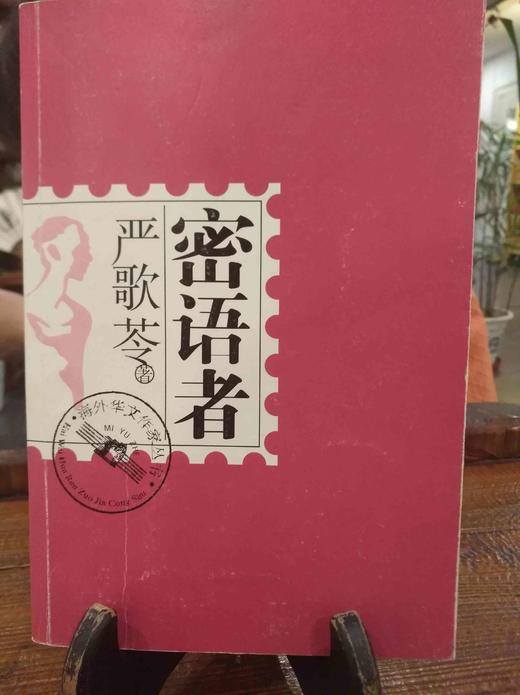 密语者
严歌苓
著
·海外华文作家丛书·
MI YU ZHE
Hai Wai Hua Ren Zuo Jia Cong Shu